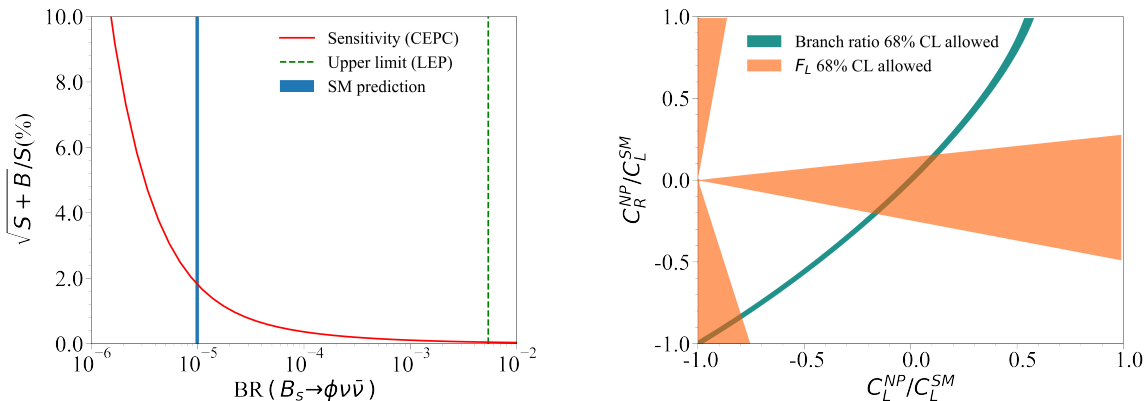 10.0
8.0
6.0
4.0
2.0
0.0
√S + B /S(%)
10⁻⁶ 10⁻⁵ 10⁻⁴ 10⁻³ 10⁻²
BR ( B_s→ϕνν̄ )
Sensitivity (CEPC)
Upper limit (LEP)
SM prediction
1.0
0.5
0.0
-0.5
-1.0
C_R^{NP}/C_L^{SM}
-1.0 -0.5 0.0 0.5 1.0
C_L^{NP}/C_L^{SM}
Branch ratio 68% CL allowed
F_L 68% CL allowed